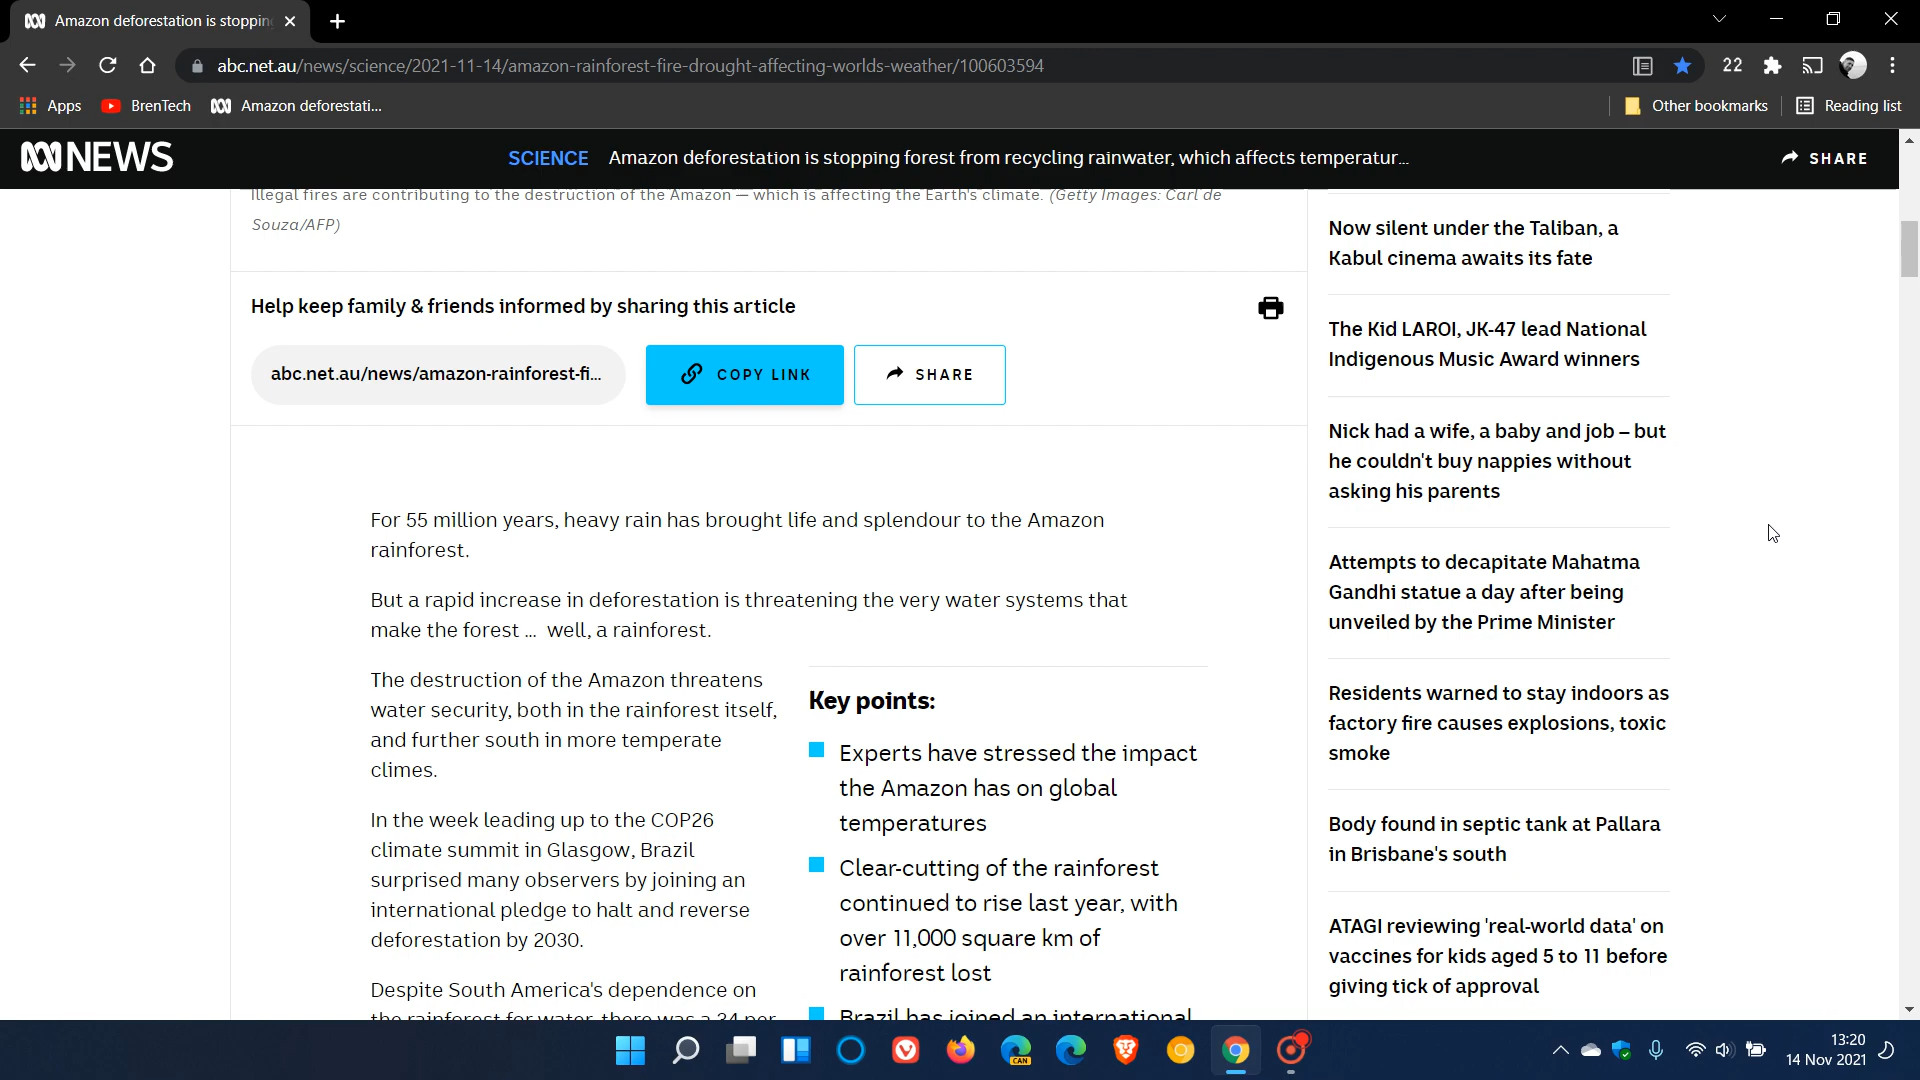 Amazon deforestation is stoppin
abc.net.au/news/science/2021-11-14/amazon-rainforest-fire-drought-affecting-worlds-weather/100603594
22
Apps
BrenTech
Amazon deforestati...
Other bookmarks
Reading list
NEWS
SCIENCE Amazon deforestation is stopping forest from recycling rainwater, which affects temperatur...
SHARE
Illegal fires are contributing to the destruction of the Amazon — which is affecting the Earth's climate. (Getty Images: Carl de
Souza/AFP)
Help keep family & friends informed by sharing this article
abc.net.au/news/amazon-rainforest-fi...
COPY LINK
SHARE
For 55 million years, heavy rain has brought life and splendour to the Amazon
rainforest.
But a rapid increase in deforestation is threatening the very water systems that
make the forest ... well, a rainforest.
The destruction of the Amazon threatens
water security, both in the rainforest itself,
and further south in more temperate
climes.
In the week leading up to the COP26
climate summit in Glasgow, Brazil
surprised many observers by joining an
international pledge to halt and reverse
deforestation by 2030.
Despite South America's dependence on
the rainforest for water, there was a 34 per
Key points:
Experts have stressed the impact
the Amazon has on global
temperatures
Clear-cutting of the rainforest
continued to rise last year, with
over 11,000 square km of
rainforest lost
Brazil has joined an international
Now silent under the Taliban, a
Kabul cinema awaits its fate
The Kid LAROI, JK-47 lead National
Indigenous Music Award winners
Nick had a wife, a baby and job – but
he couldn't buy nappies without
asking his parents
Attempts to decapitate Mahatma
Gandhi statue a day after being
unveiled by the Prime Minister
Residents warned to stay indoors as
factory fire causes explosions, toxic
smoke
Body found in septic tank at Pallara
in Brisbane's south
ATAGI reviewing 'real-world data' on
vaccines for kids aged 5 to 11 before
giving tick of approval
CAN
13:20
14 Nov 2021